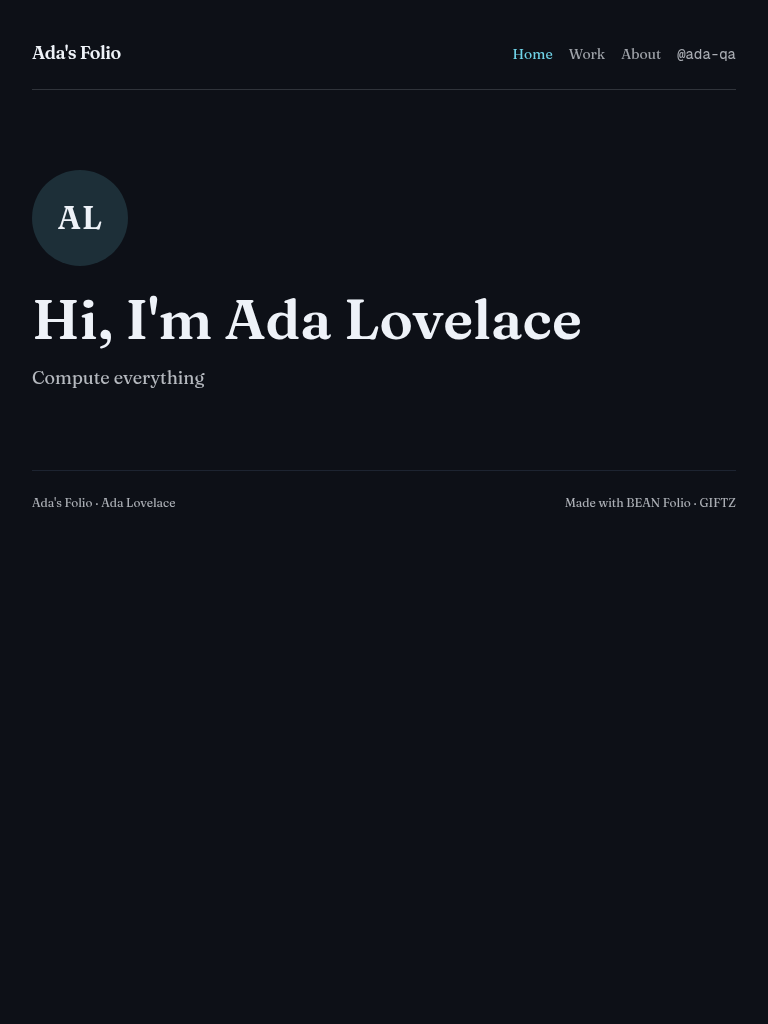 Ada's Folio
Home Work About @ada-qa
AL
Hi, I'm Ada Lovelace
Compute everything
Ada's Folio · Ada Lovelace
Made with BEAN Folio · GIFTZ